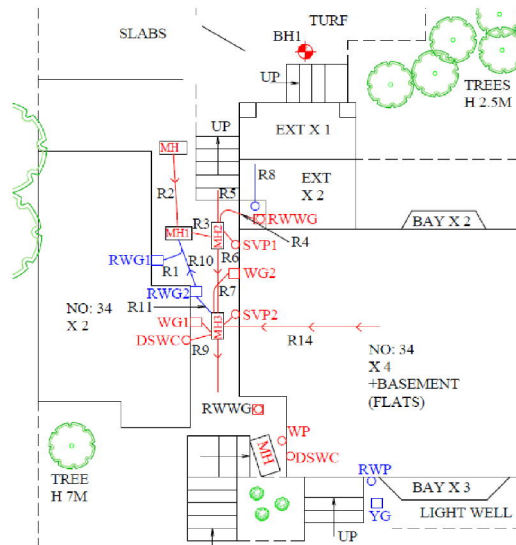 TURF
SLABS
BH1
UP
TREES
H 2.5M
UP
EXT X 1
MH
R2
R5
R8
EXT
X 2
R3
MH1
MH2
RWWG
BAY X 2
R4
R6
SVP1
RWG1
R1
R10
WG2
RWG2
R7
R11
SVP2
WG1
MH3
DSWC
R9
R14
NO: 34
X 2
NO: 34
X 4
+BASEMENT
(FLATS)
RWWG
WP
MH
DSWC
TREE
H 7M
RWP
BAY X 3
YG
LIGHT WELL
UP